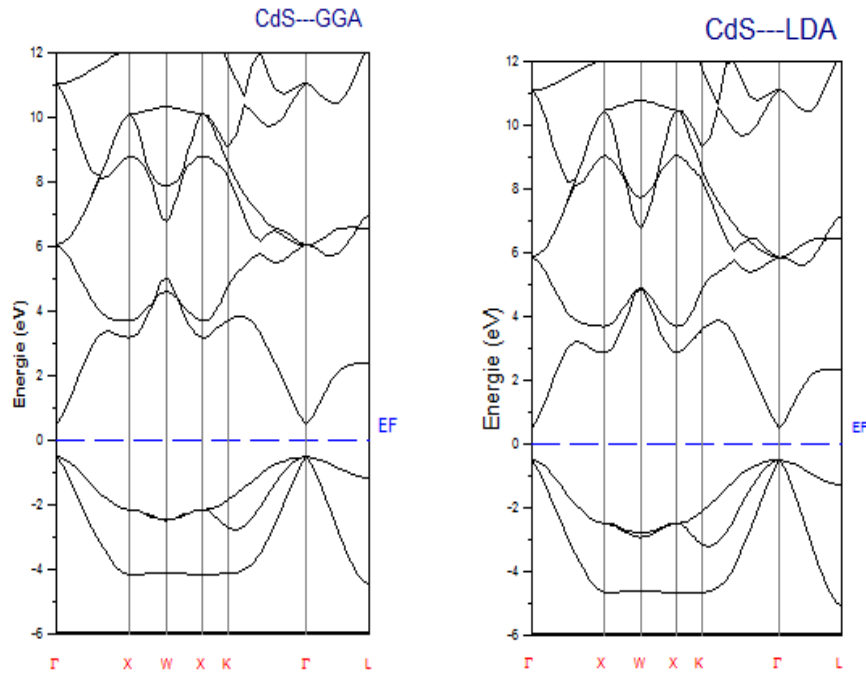 CdS---GGA
12
10
8
6
4
2
0
-2
-4
-6
Energie (eV)
EF
Γ X W X K Γ L
CdS---LDA
12
10
8
6
4
2
0
-2
-4
-6
Energie (eV)
EF
Γ X W X K Γ L